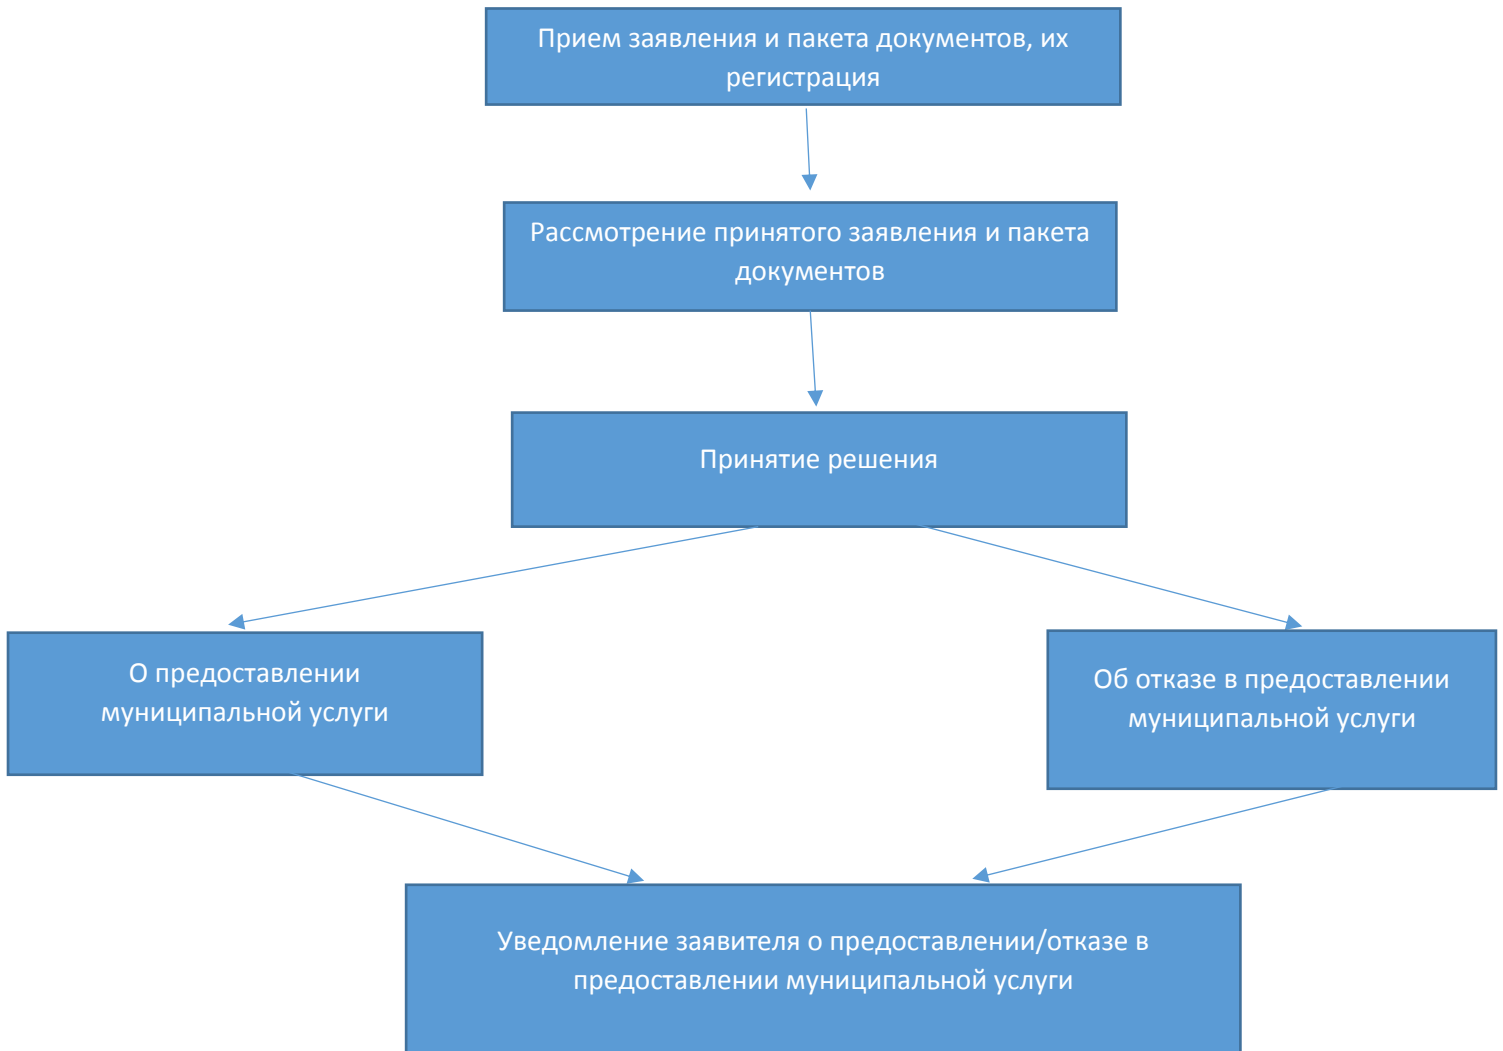 Прием заявления и пакета документов, их
регистрация
Рассмотрение принятого заявления и пакета
документов
Принятие решения
О предоставлении
муниципальной услуги
Об отказе в предоставлении
муниципальной услуги
Уведомление заявителя о предоставлении/отказе в
предоставлении муниципальной услуги